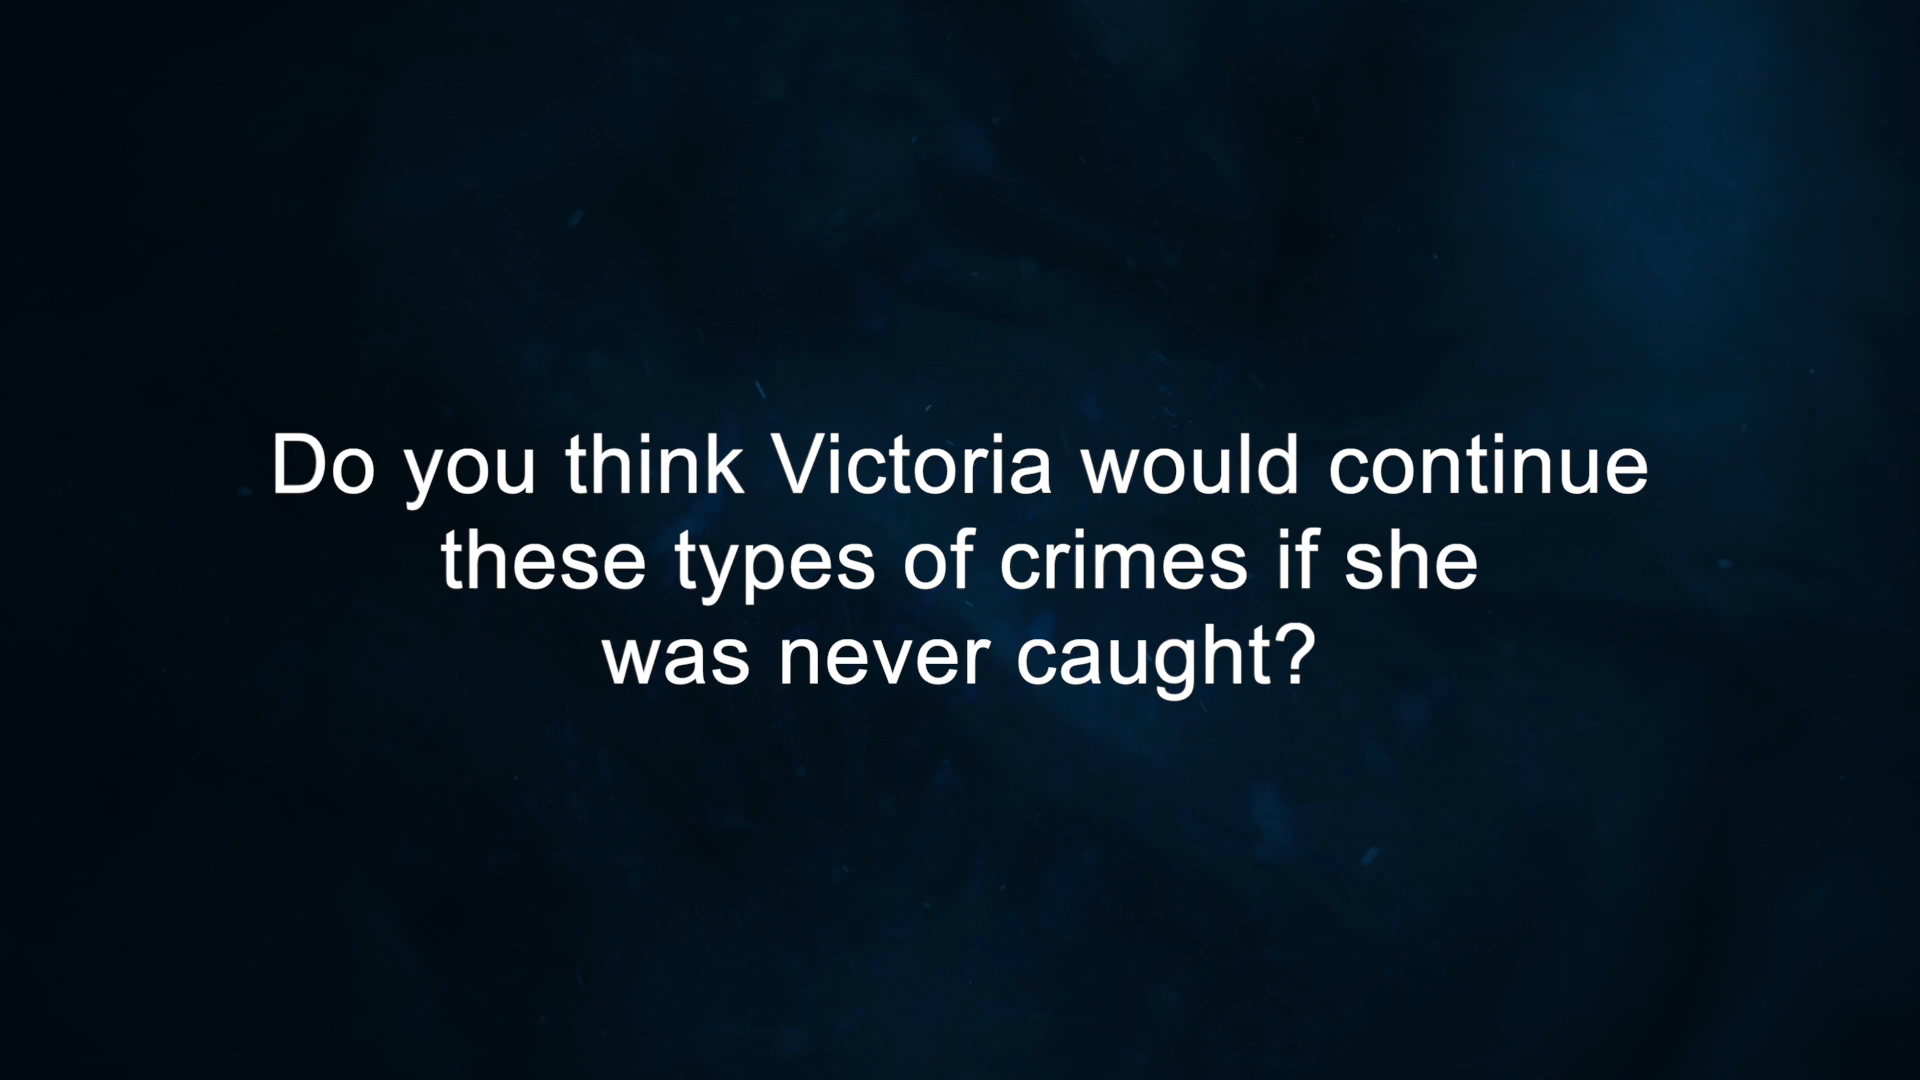 Do you think Victoria would continue
these types of crimes if she
was never caught?